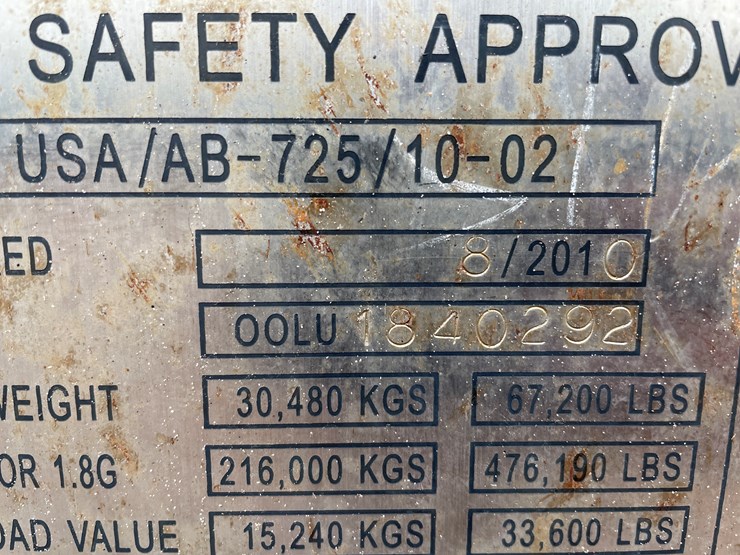 SAFETY APPROV
USA/AB-725/10-02
ED 8/2010
OOLU 1840292
WEIGHT 30,480 KGS 67,200 LBS
OR 1.8G 216,000 KGS 476,190 LBS
OAD VALUE 15,240 KGS 33,600 LBS